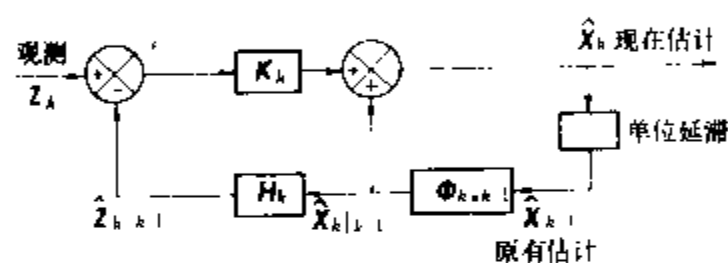 观测
Z_k
K_k
X̂_k 现在估计
单位延滞
Ẑ_{k|k-1}
H_k
X̂_{k|k-1}
Φ_{k,k-1}
X̂_{k-1}
原有估计